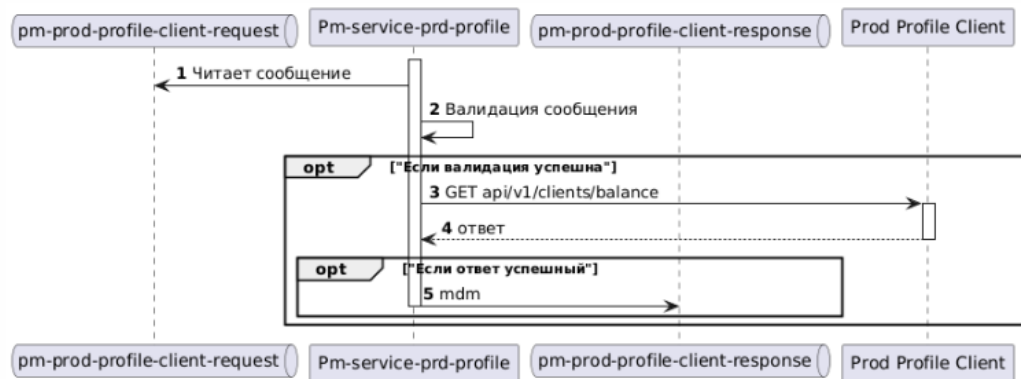 pm-prod-profile-client-request
Pm-service-prd-profile
pm-prod-profile-client-response
Prod Profile Client
1 Читает сообщение
2 Валидация сообщения
opt ["Если валидация успешна"]
3 GET api/v1/clients/balance
4 ответ
opt ["Если ответ успешный"]
5 mdm
pm-prod-profile-client-request
Pm-service-prd-profile
pm-prod-profile-client-response
Prod Profile Client